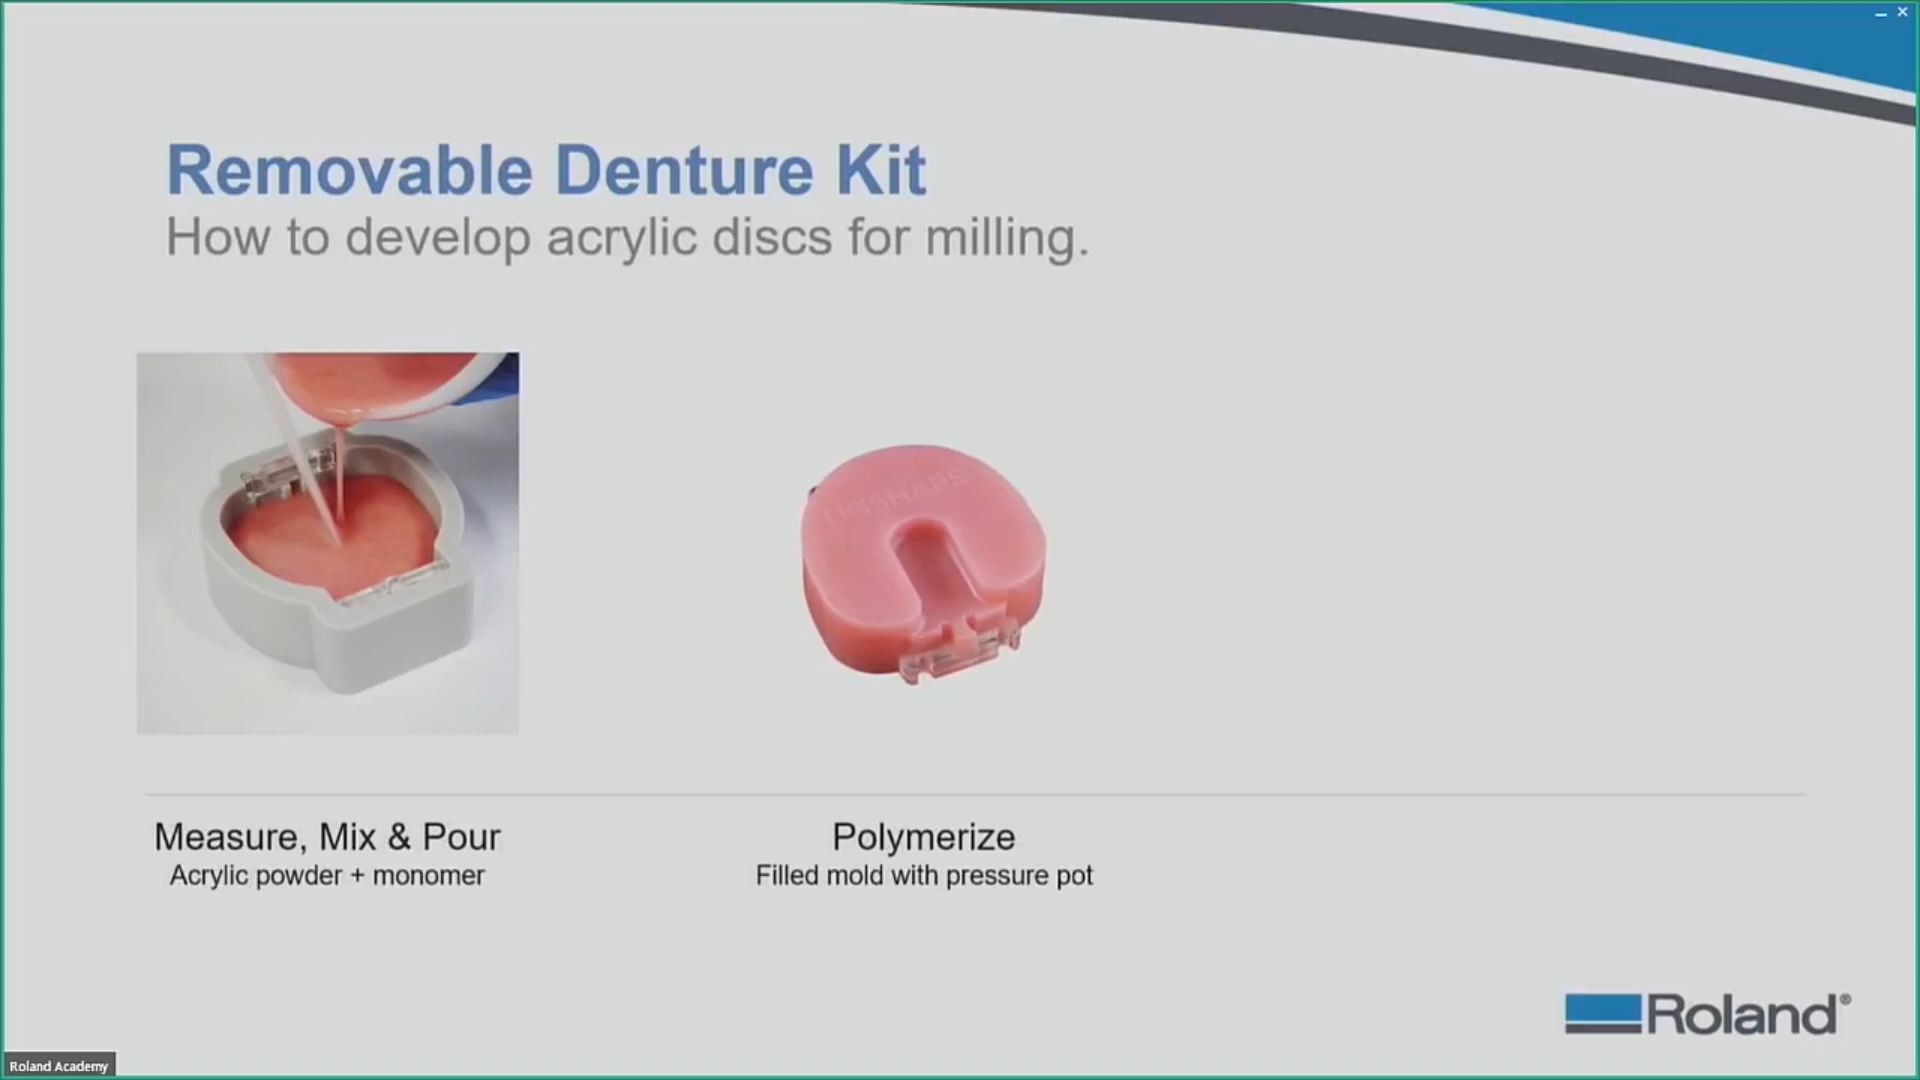 Removable Denture Kit
How to develop acrylic discs for milling.
DGSHAPE
Measure, Mix & Pour
Acrylic powder + monomer
Polymerize
Filled mold with pressure pot
Roland®
Roland Academy